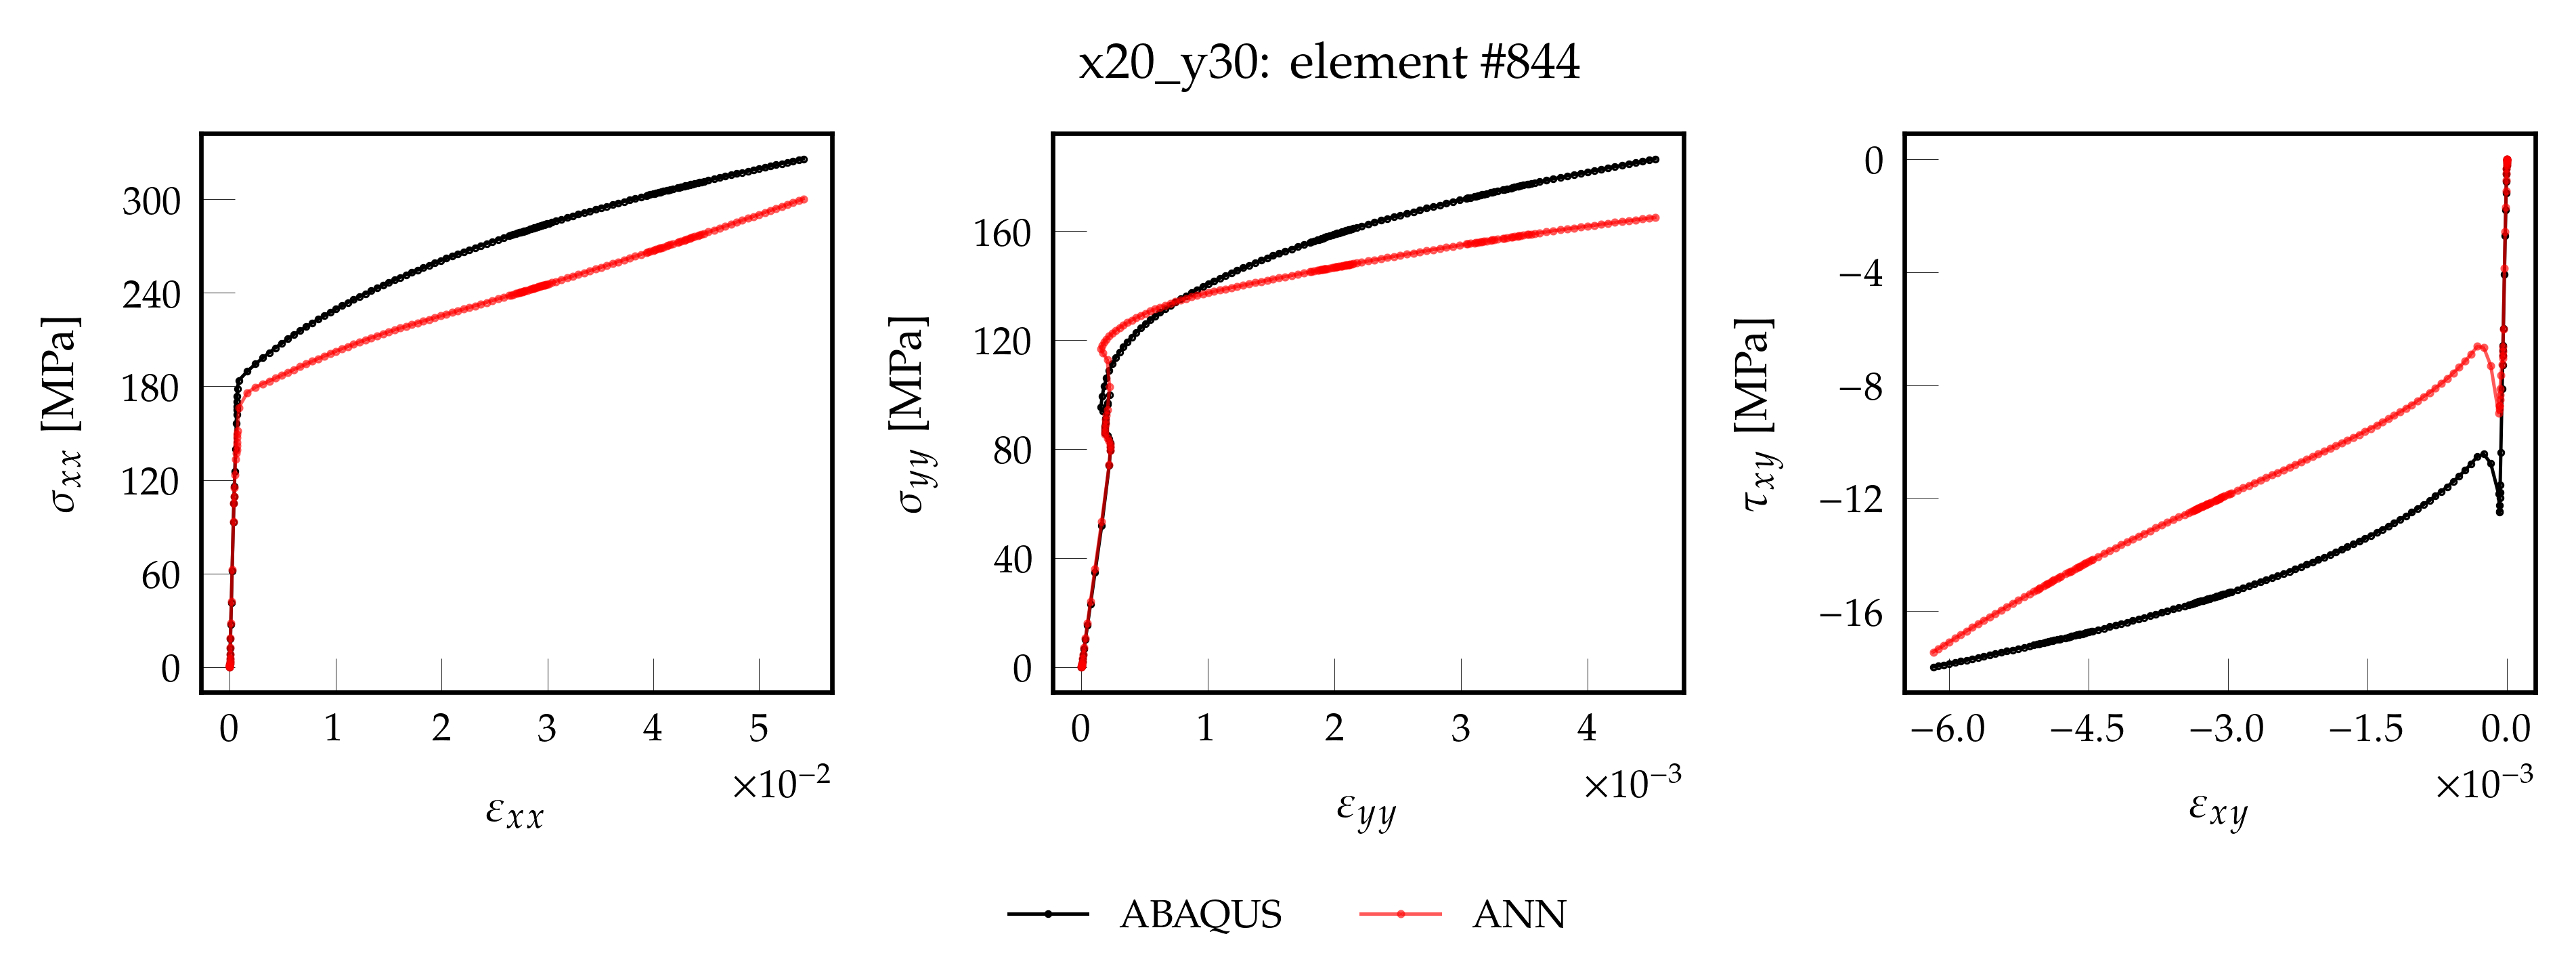 x20_y30: element #844
σxx [MPa]
300
240
180
120
60
0
0 1 2 3 4 5
×10−2
εxx
σyy [MPa]
160
120
80
40
0
0 1 2 3 4
×10−3
εyy
τxy [MPa]
0
−4
−8
−12
−16
−6.0 −4.5 −3.0 −1.5 0.0
×10−3
εxy
ABAQUS ANN